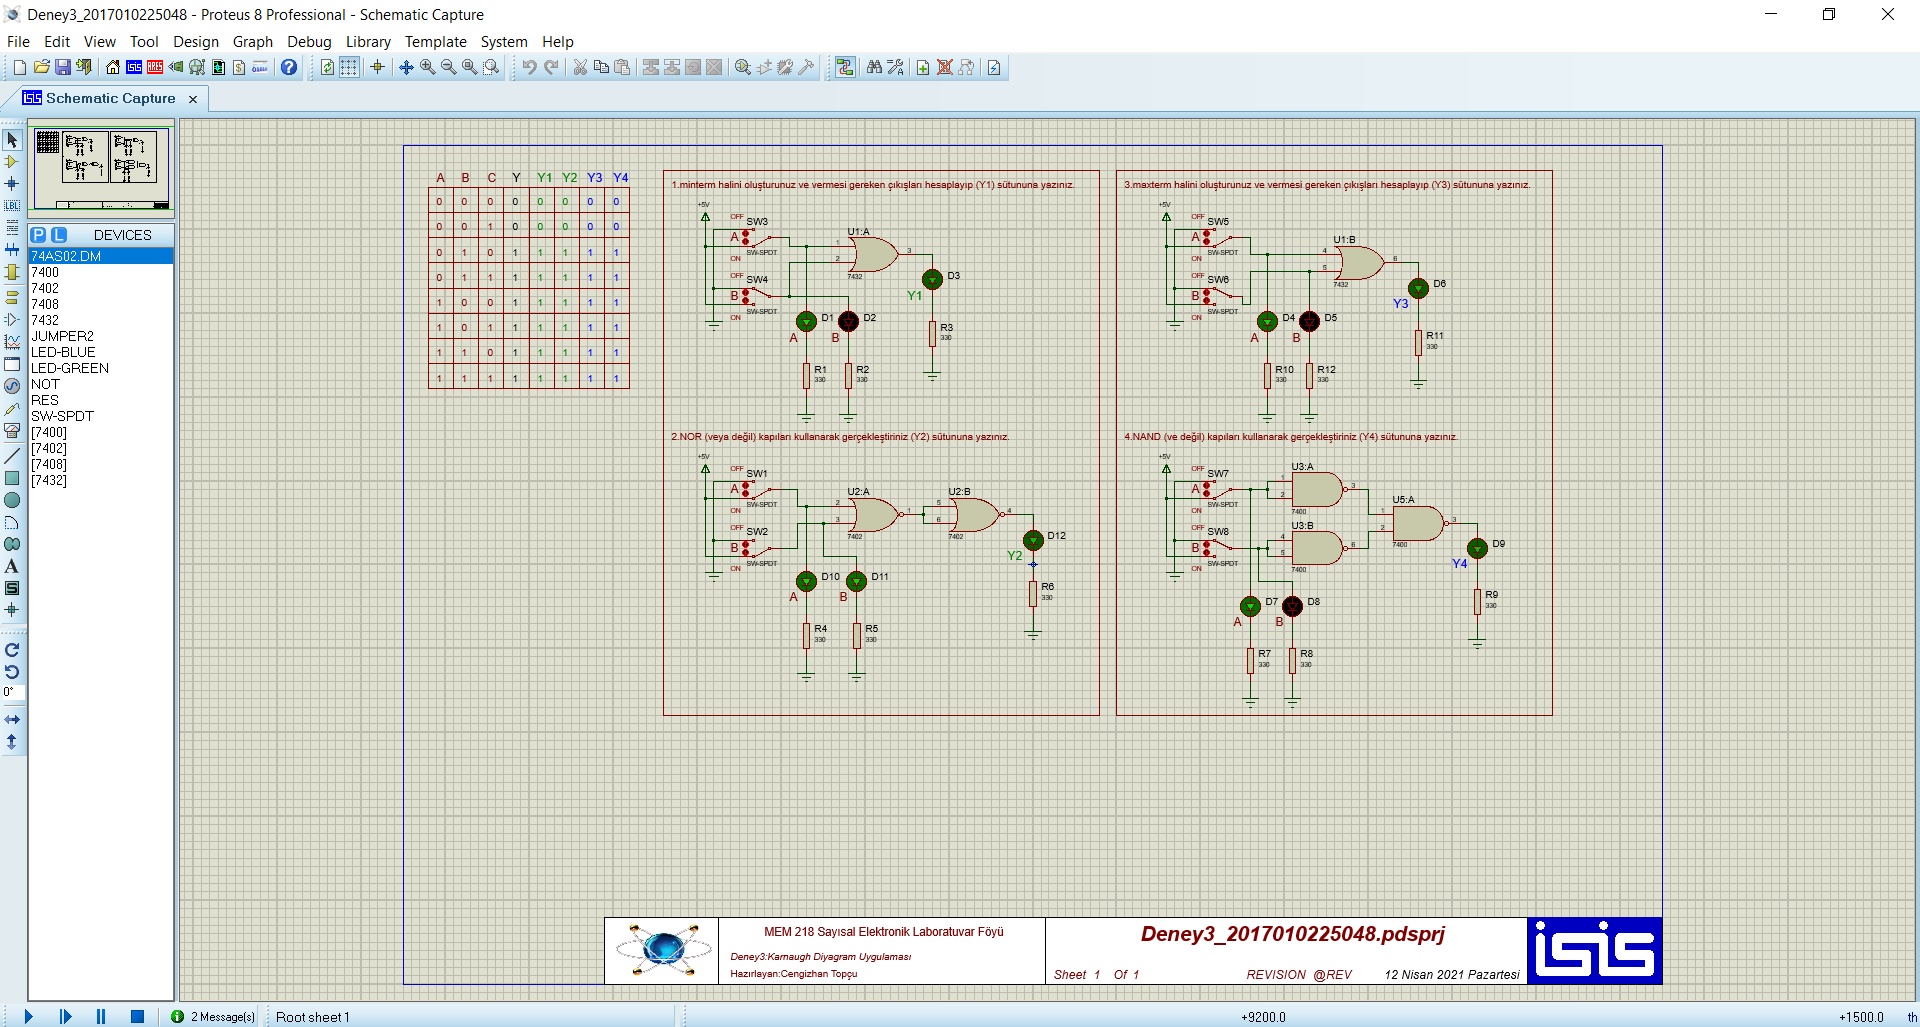 Deney3_2017010225048 - Proteus 8 Professional - Schematic Capture
File Edit View Tool Design Graph Debug Library Template System Help
Schematic Capture
P L DEVICES
74AS02.DM
7400
7402
7408
7432
JUMPER2
LED-BLUE
LED-GREEN
NOT
RES
SW-SPDT
[7400]
[7402]
[7408]
[7432]
LBL
A
S
0°
A B C Y Y1 Y2 Y3 Y4
0 0 0 0 0 0 0 0
0 0 1 0 0 0 0 0
0 1 0 1 1 1 1 1
0 1 1 1 1 1 1 1
1 0 0 1 1 1 1 1
1 0 1 1 1 1 1 1
1 1 0 1 1 1 1 1
1 1 1 1 1 1 1 1
1.minterm halini oluşturunuz ve vermesi gereken çıkışları hesaplayıp (Y1) sütununa yazınız.
+5V
OFF SW3
A
SW-SPDT
ON
OFF SW4
B
SW-SPDT
ON
U1:A
1
2
3
7432
D3
Y1
D1
A
D2
B
R3
330
R1
330
R2
330
2.NOR (veya değil) kapıları kullanarak gerçekleştiriniz (Y2) sütununa yazınız.
+5V
OFF SW1
A
SW-SPDT
ON
OFF SW2
B
SW-SPDT
ON
U2:A
2
3
1
7402
U2:B
5
6
4
7402
D12
Y2
D10
A
D11
B
R6
330
R4
330
R5
330
3.maxterm halini oluşturunuz ve vermesi gereken çıkışları hesaplayıp (Y3) sütununa yazınız.
+5V
OFF SW5
A
SW-SPDT
ON
OFF SW6
B
SW-SPDT
ON
U1:B
4
5
6
7432
D6
Y3
D4
A
D5
B
R11
330
R10
330
R12
330
4.NAND (ve değil) kapıları kullanarak gerçekleştiriniz (Y4) sütununa yazınız.
+5V
OFF SW7
A
SW-SPDT
ON
OFF SW8
B
SW-SPDT
ON
U3:A
1
2
3
7400
U3:B
4
5
6
7400
U5:A
1
2
3
7400
D9
Y4
D7
A
D8
B
R9
330
R7
330
R8
330
MEM 218 Sayısal Elektronik Laboratuvar Föyü
Deney3:Karnaugh Diyagram Uygulaması
Hazırlayan:Cengizhan Topçu
Deney3_2017010225048.pdsprj
Sheet 1 Of 1 REVISION @REV 12 Nisan 2021 Pazartesi
isis
2 Message(s) Root sheet 1 +9200.0 +1500.0 th